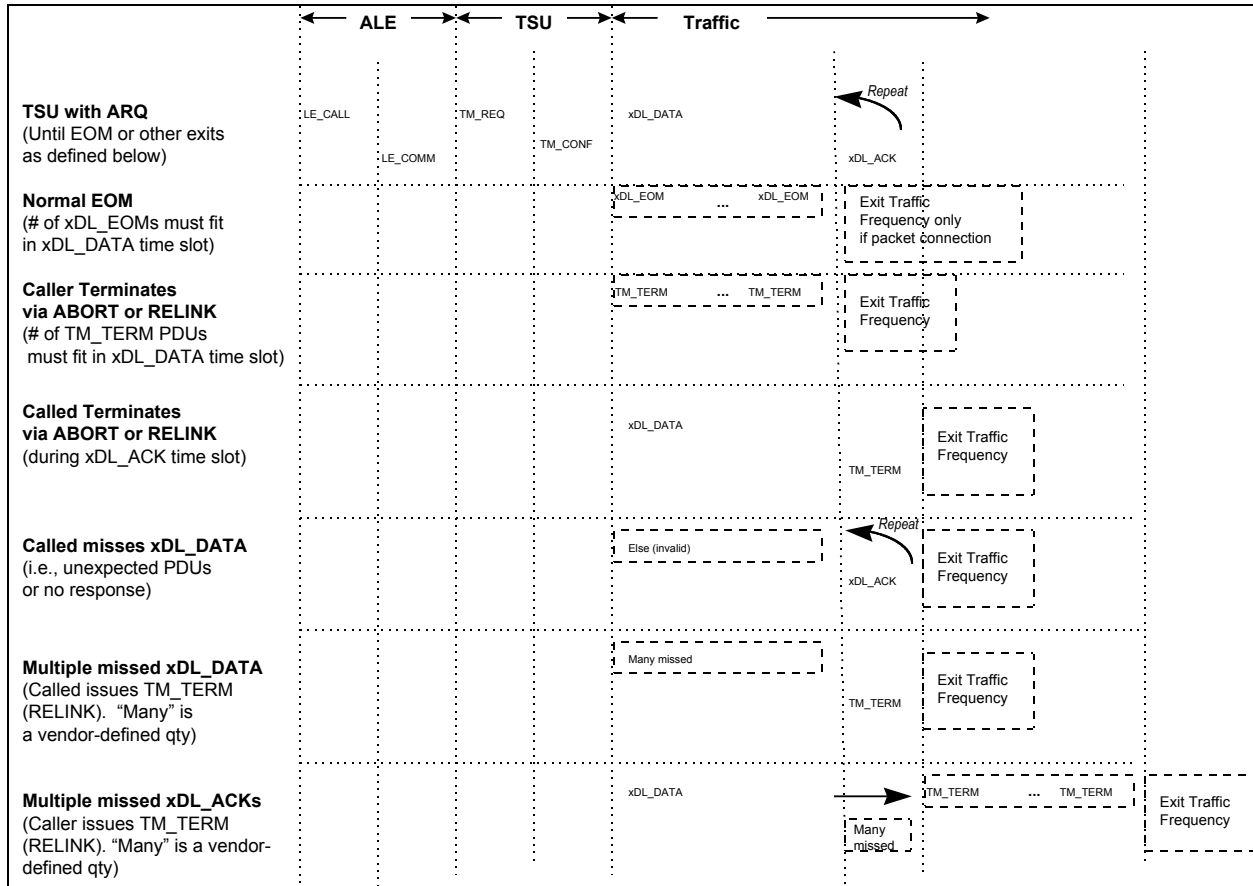 ALE TSU Traffic
TSU with ARQ
(Until EOM or other exits
as defined below)
LE_CALL
LE_COMM
TM_REQ
TM_CONF
xDL_DATA
Repeat
xDL_ACK
Normal EOM
(# of xDL_EOMs must fit
in xDL_DATA time slot)
xDL_EOM ... xDL_EOM
Exit Traffic
Frequency only
if packet connection
Caller Terminates
via ABORT or RELINK
(# of TM_TERM PDUs
must fit in xDL_DATA time slot)
TM_TERM ... TM_TERM
Exit Traffic
Frequency
Called Terminates
via ABORT or RELINK
(during xDL_ACK time slot)
xDL_DATA
TM_TERM
Exit Traffic
Frequency
Called misses xDL_DATA
(i.e., unexpected PDUs
or no response)
Else (invalid)
Repeat
xDL_ACK
Exit Traffic
Frequency
Multiple missed xDL_DATA
(Called issues TM_TERM
(RELINK). “Many” is
a vendor-defined qty)
Many missed
TM_TERM
Exit Traffic
Frequency
Multiple missed xDL_ACKs
(Caller issues TM_TERM
(RELINK). “Many” is a vendor-
defined qty)
xDL_DATA
Many
missed
TM_TERM ... TM_TERM
Exit Traffic
Frequency